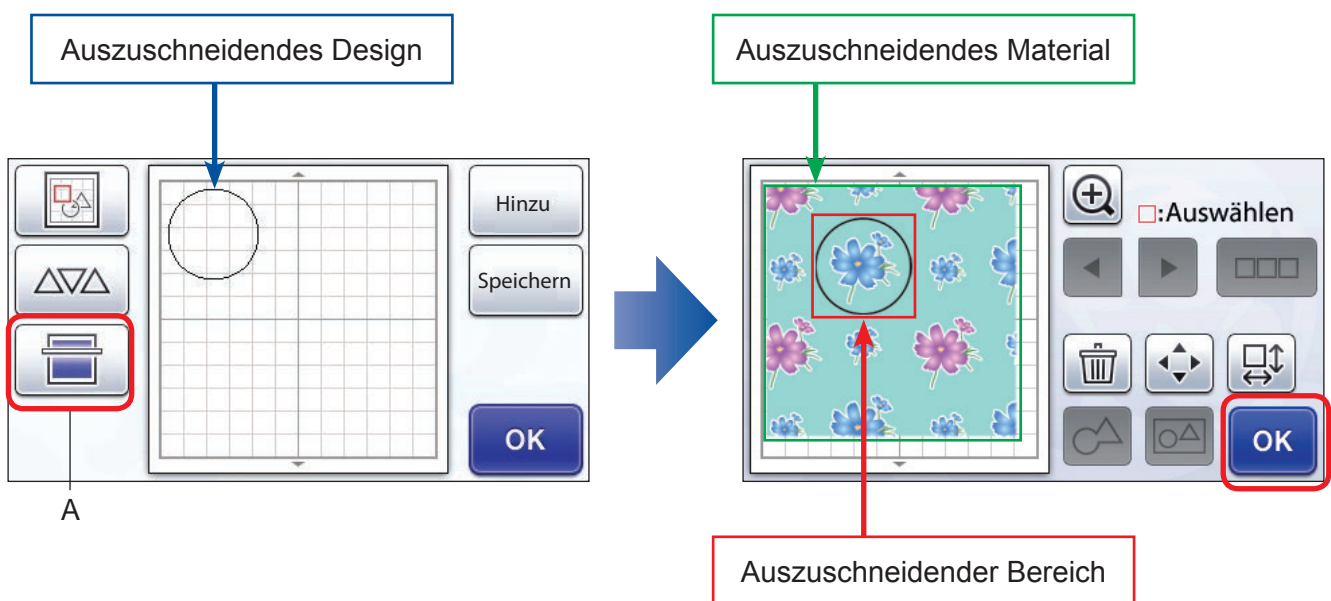 Auszuschneidendes Design
Auszuschneidendes Material
Hinzu
Speichern
OK
A
:Auswählen
OK
Auszuschneidender Bereich